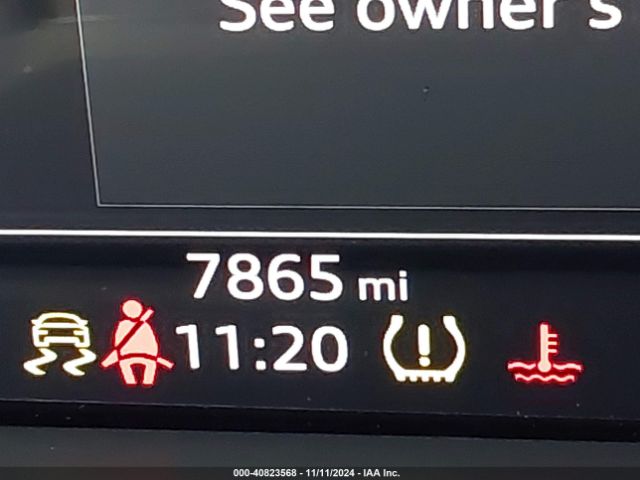 See owner's
7865 mi
11:20
000-40823568 - 11/11/2024 - IAA Inc.